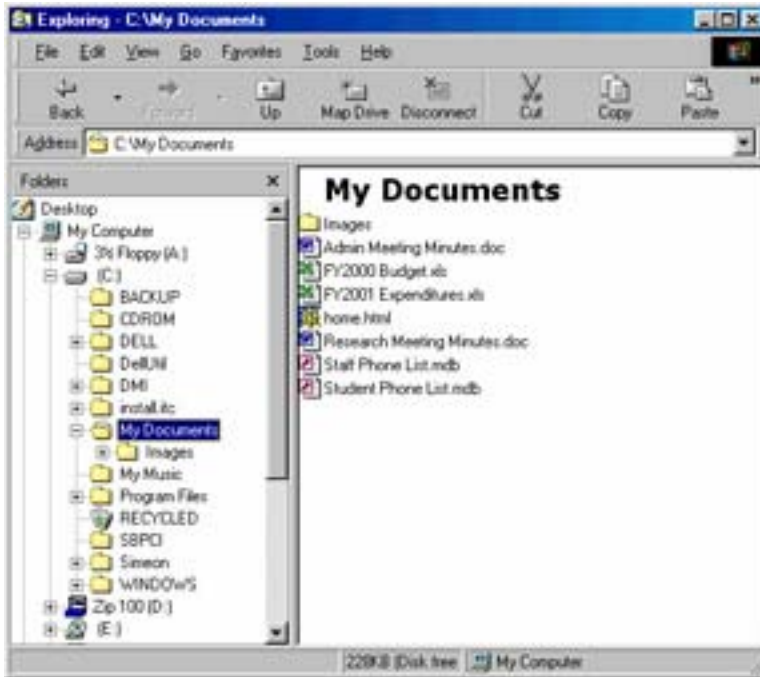 Exploring - C:\My Documents
File Edit View Go Favorites Tools Help
Back Forward Up Map Drive Disconnect Cut Copy Paste »
Address C:\My Documents
Folders
Desktop
My Computer
3½ Floppy (A:)
(C:)
BACKUP
CDROM
DELL
DellUtil
DMI
install.itc
My Documents
Images
My Music
Program Files
RECYCLED
SBPCI
Simeon
WINDOWS
Zip 100 (D:)
(E:)
My Documents
Images
Admin Meeting Minutes.doc
FY2000 Budget.xls
FY2001 Expenditures.xls
home.html
Research Meeting Minutes.doc
Staff Phone List.mdb
Student Phone List.mdb
228KB (Disk free My Computer